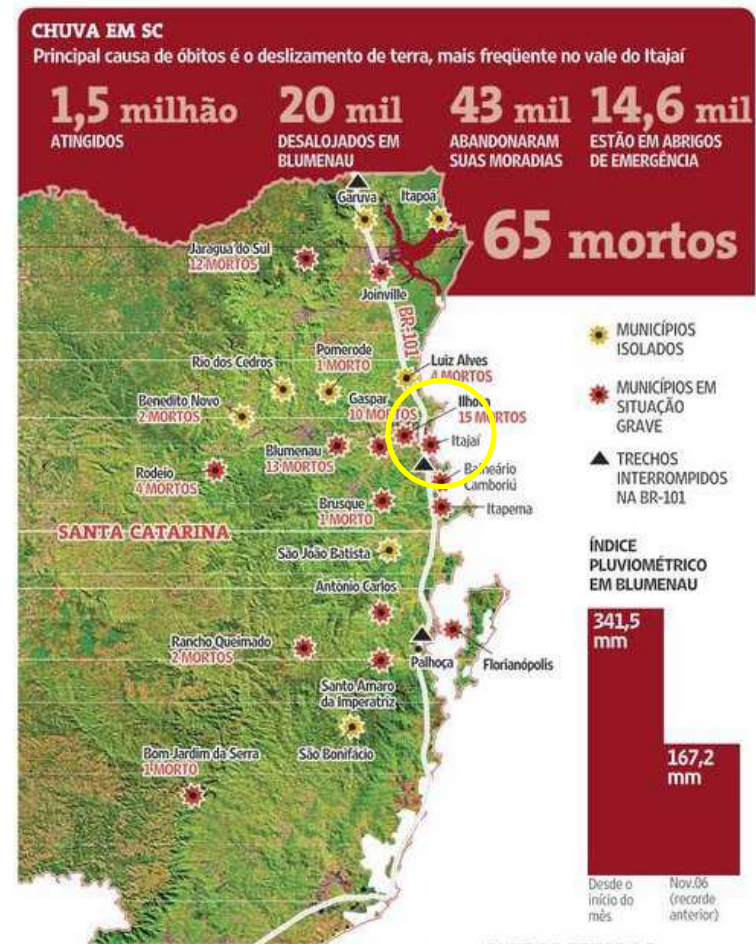 CHUVA EM SC
Principal causa de óbitos é o deslizamento de terra, mais freqüente no vale do Itajaí
1,5 milhão
ATINGIDOS
20 mil
DESALOJADOS EM
BLUMENAU
43 mil
ABANDONARAM
SUAS MORADIAS
14,6 mil
ESTÃO EM ABRIGOS
DE EMERGÊNCIA
65 mortos
Garuva
Itapoá
Jaraguá do Sul
12 MORTOS
Joinville
BR-101
Rio dos Cedros
Pomerode
1 MORTO
Luiz Alves
4 MORTOS
Benedito Novo
2 MORTOS
Gaspar
10 MORTOS
Ilhota
15 MORTOS
Blumenau
13 MORTOS
Itajaí
Rodeio
4 MORTOS
Balneário
Camboriú
Brusque
1 MORTO
Itapema
SANTA CATARINA
São João Batista
Antônio Carlos
Rancho Queimado
2 MORTOS
Palhoça
Florianópolis
Santo Amaro
da Imperatriz
Bom Jardim da Serra
1 MORTO
São Bonifácio
MUNICÍPIOS
ISOLADOS
MUNICÍPIOS EM
SITUAÇÃO
GRAVE
TRECHOS
INTERROMPIDOS
NA BR-101
ÍNDICE
PLUVIOMÉTRICO
EM BLUMENAU
341,5
mm
167,2
mm
Desde o
início do
mês
Nov.06
(recorde
anterior)